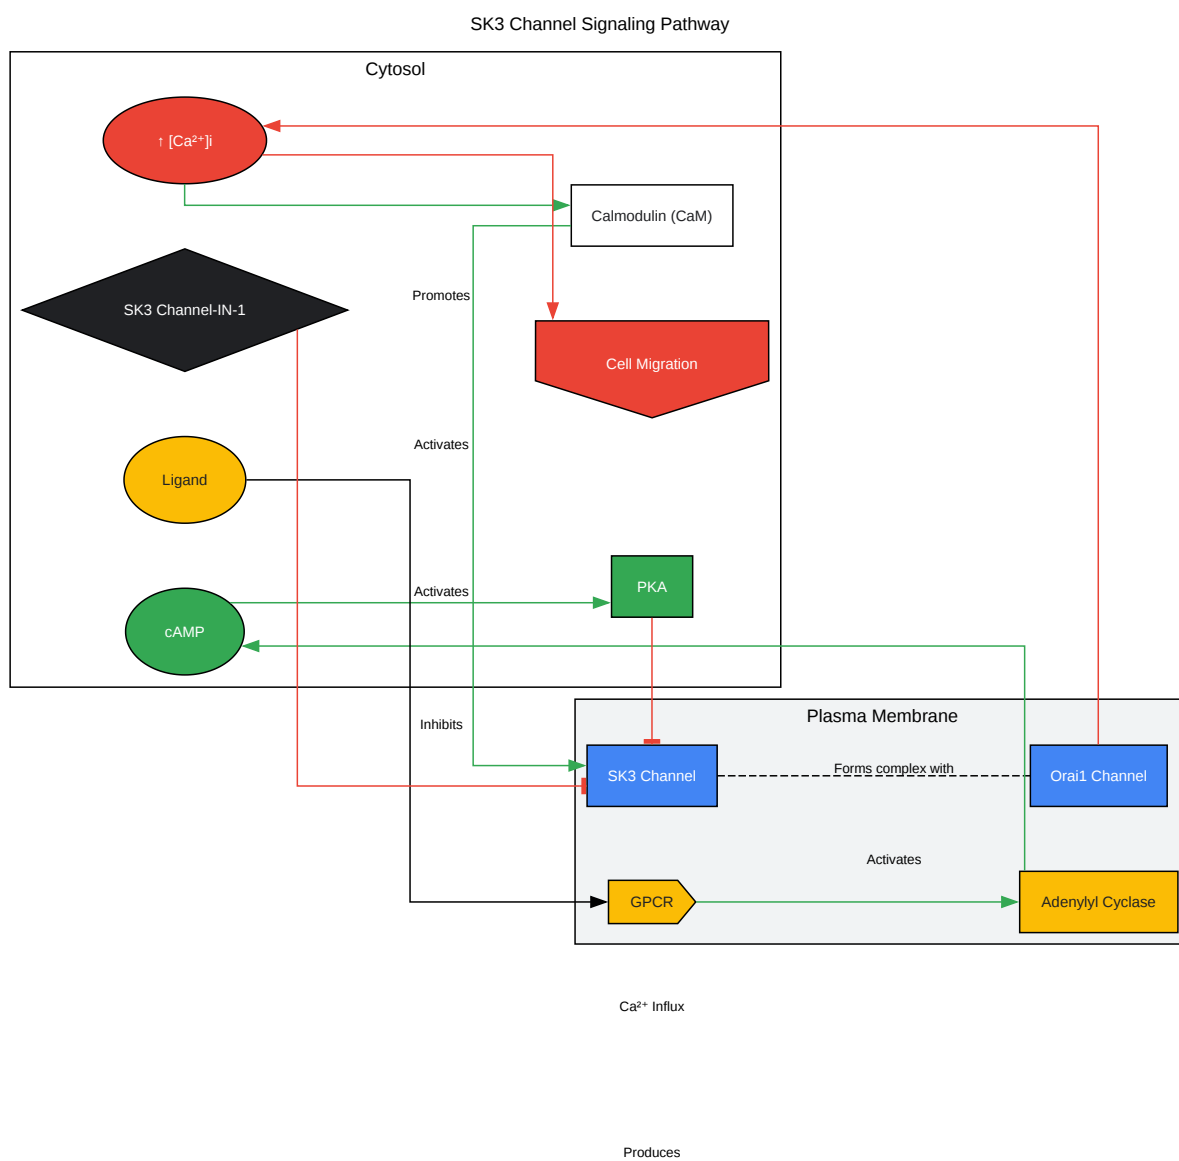 SK3 Channel Signaling Pathway
Cytosol
↑ [Ca²⁺]i
Calmodulin (CaM)
Promotes
SK3 Channel-IN-1
Cell Migration
Activates
Ligand
PKA
Activates
cAMP
Plasma Membrane
Inhibits
SK3 Channel
Forms complex with
Orai1 Channel
Activates
GPCR
Adenylyl Cyclase
Ca²⁺ Influx
Produces